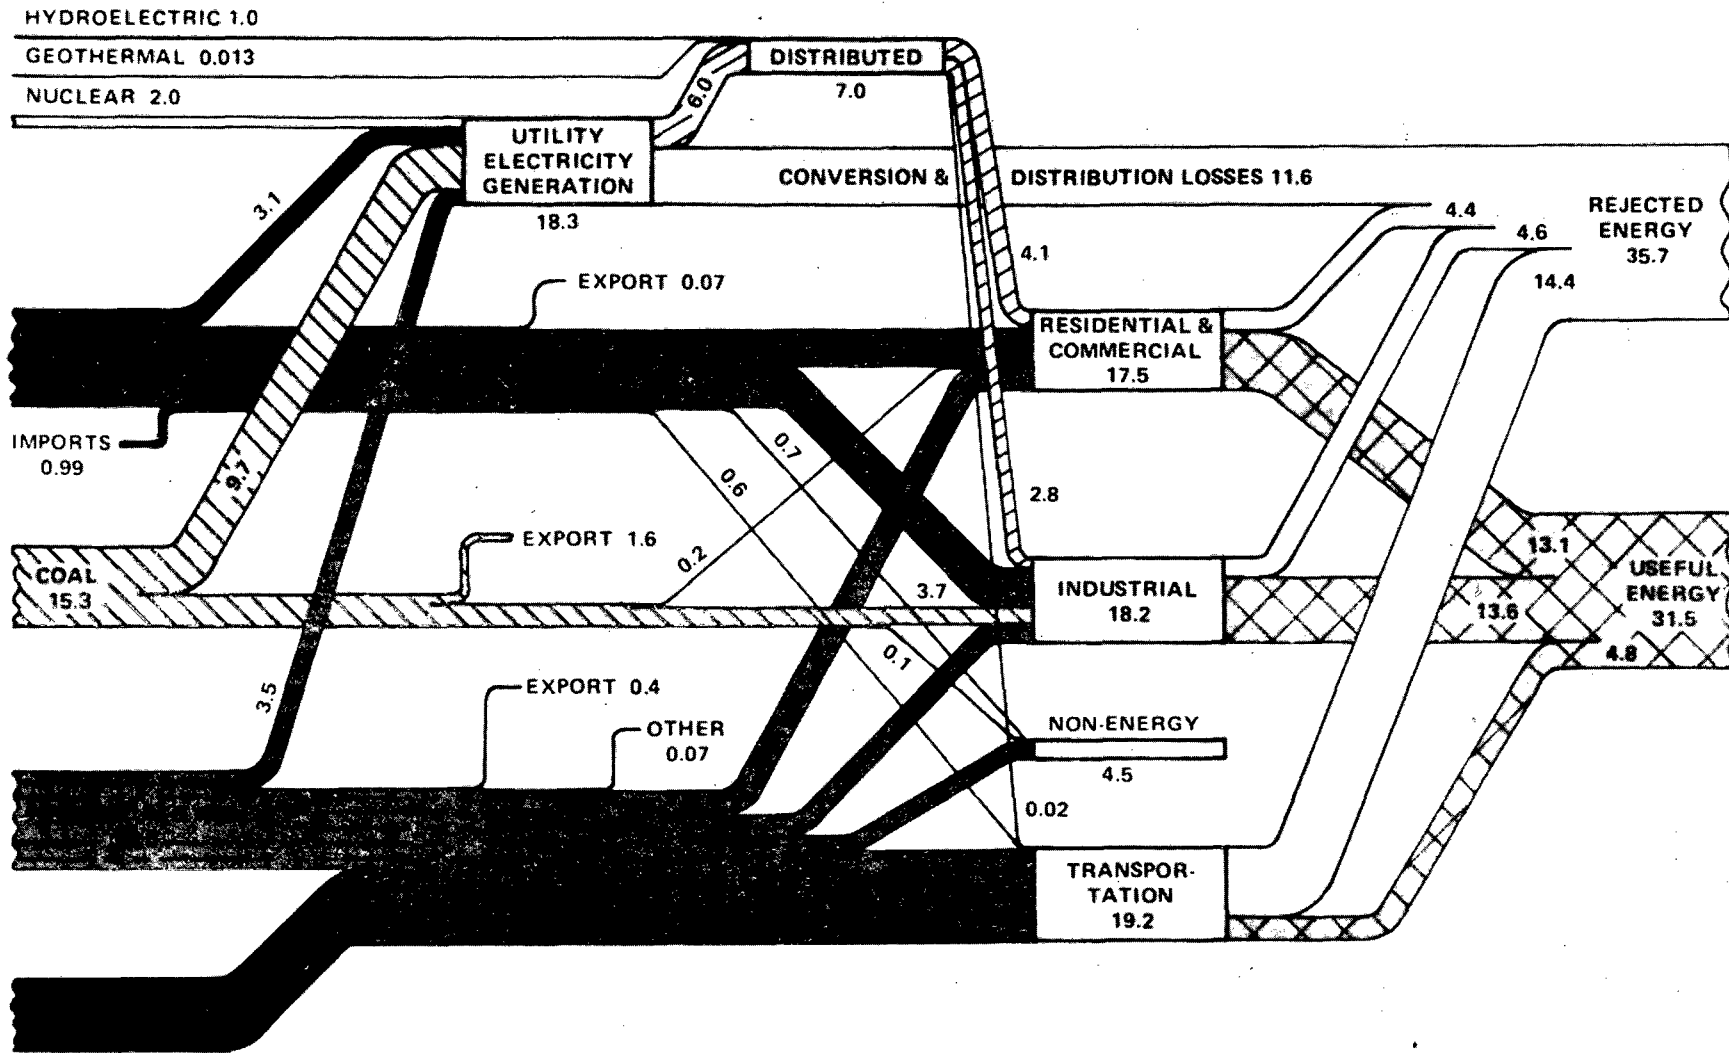 HYDROELECTRIC 1.0
GEOTHERMAL 0.013
NUCLEAR 2.0
DISTRIBUTED
7.0
6.0
UTILITY
ELECTRICITY
GENERATION
18.3
CONVERSION & DISTRIBUTION LOSSES 11.6
3.1
REJECTED
ENERGY
35.7
4.4
4.6
14.4
4.1
EXPORT 0.07
RESIDENTIAL &
COMMERCIAL
17.5
IMPORTS
0.99
9.7
0.7
0.6
2.8
EXPORT 1.6
0.2
COAL
15.3
3.7
INDUSTRIAL
18.2
13.1
13.6
USEFUL
ENERGY
31.5
4.8
0.1
3.5
EXPORT 0.4
OTHER
0.07
NON-ENERGY
4.5
0.02
TRANSPOR-
TATION
19.2